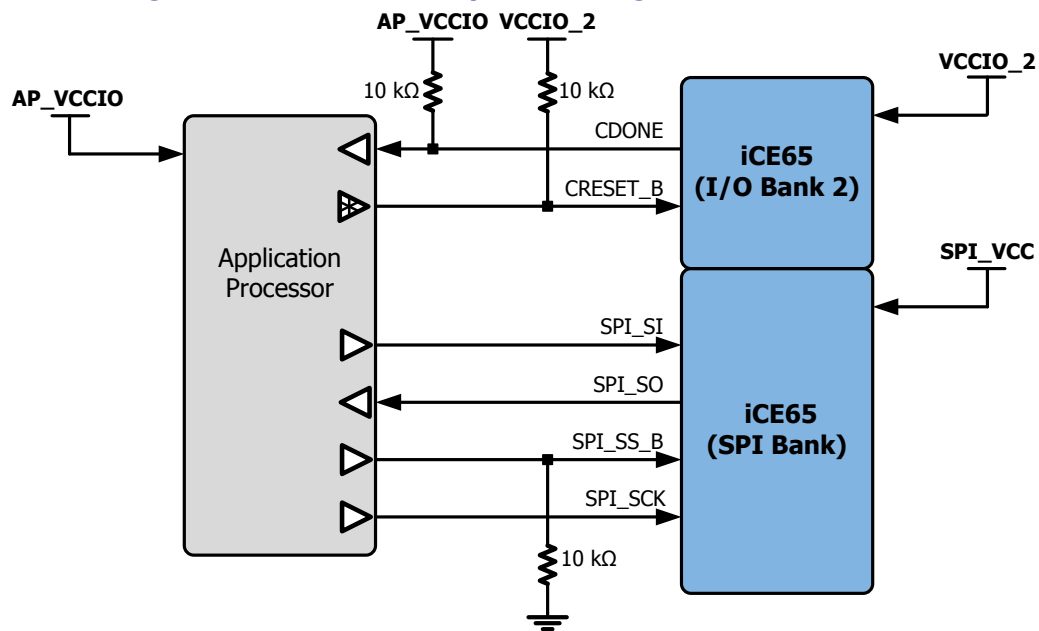 AP_VCCIO VCCIO_2
10 kΩ
10 kΩ
VCCIO_2
AP_VCCIO
CDONE
iCE65
(I/O Bank 2)
CRESET_B
Application
Processor
SPI_VCC
SPI_SI
SPI_SO
iCE65
(SPI Bank)
SPI_SS_B
SPI_SCK
10 kΩ